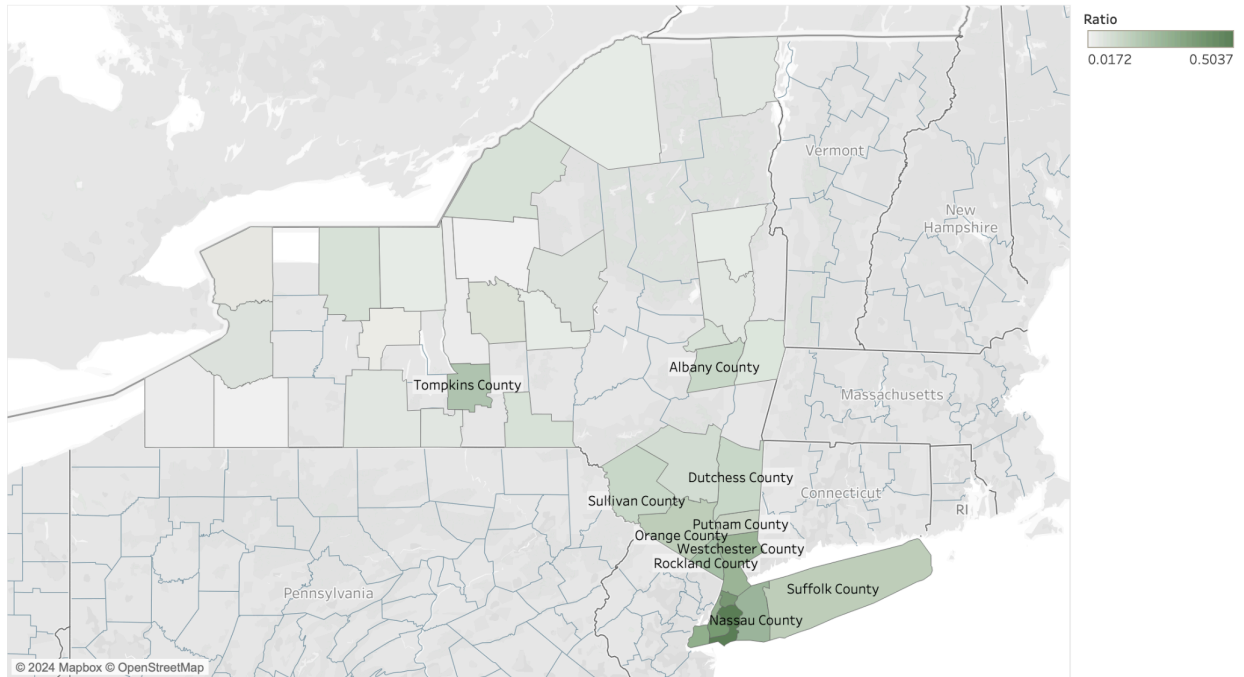 Ratio
0.0172 0.5037
Vermont
New
Hampshire
Albany County
Tompkins County
Massachusetts
Dutchess County
Connecticut
Sullivan County
RI
Putnam County
Orange County
Westchester County
Rockland County
Suffolk County
Pennsylvania
Nassau County
© 2024 Mapbox © OpenStreetMap